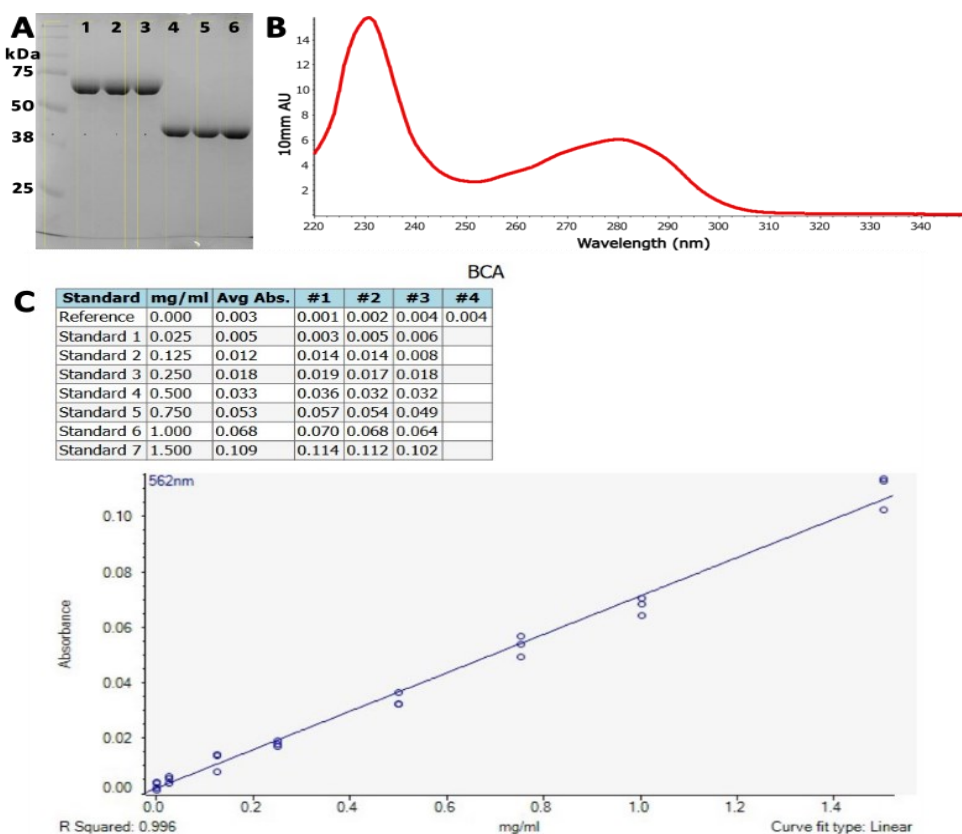 A
1 2 3 4 5 6
kDa
75
50
38
25
B
10mm AU
14
12
10
8
6
4
2
220 230 240 250 260 270 280 290 300 310 320 330 340
Wavelength (nm)
BCA
C
Standard mg/ml Avg Abs. #1 #2 #3 #4
Reference 0.000 0.003 0.001 0.002 0.004 0.004
Standard 1 0.025 0.005 0.003 0.005 0.006
Standard 2 0.125 0.012 0.014 0.014 0.008
Standard 3 0.250 0.018 0.019 0.017 0.018
Standard 4 0.500 0.033 0.036 0.032 0.032
Standard 5 0.750 0.053 0.057 0.054 0.049
Standard 6 1.000 0.068 0.070 0.068 0.064
Standard 7 1.500 0.109 0.114 0.112 0.102
562nm
Absorbance
0.10
0.08
0.06
0.04
0.02
0.00
0.0 0.2 0.4 0.6 0.8 1.0 1.2 1.4
R Squared: 0.996 mg/ml Curve fit type: Linear